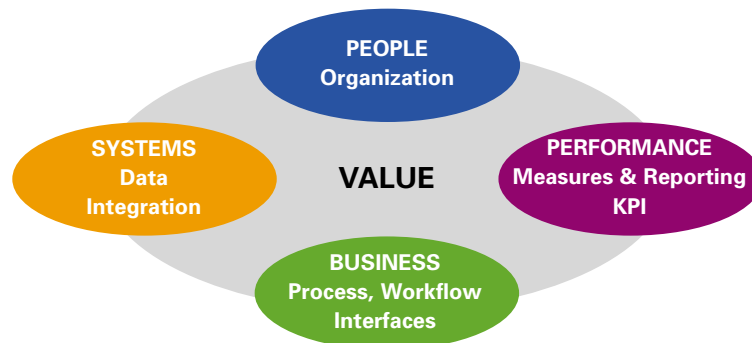 PEOPLE
Organization
SYSTEMS
Data
Integration
VALUE
PERFORMANCE
Measures & Reporting
KPI
BUSINESS
Process, Workflow
Interfaces